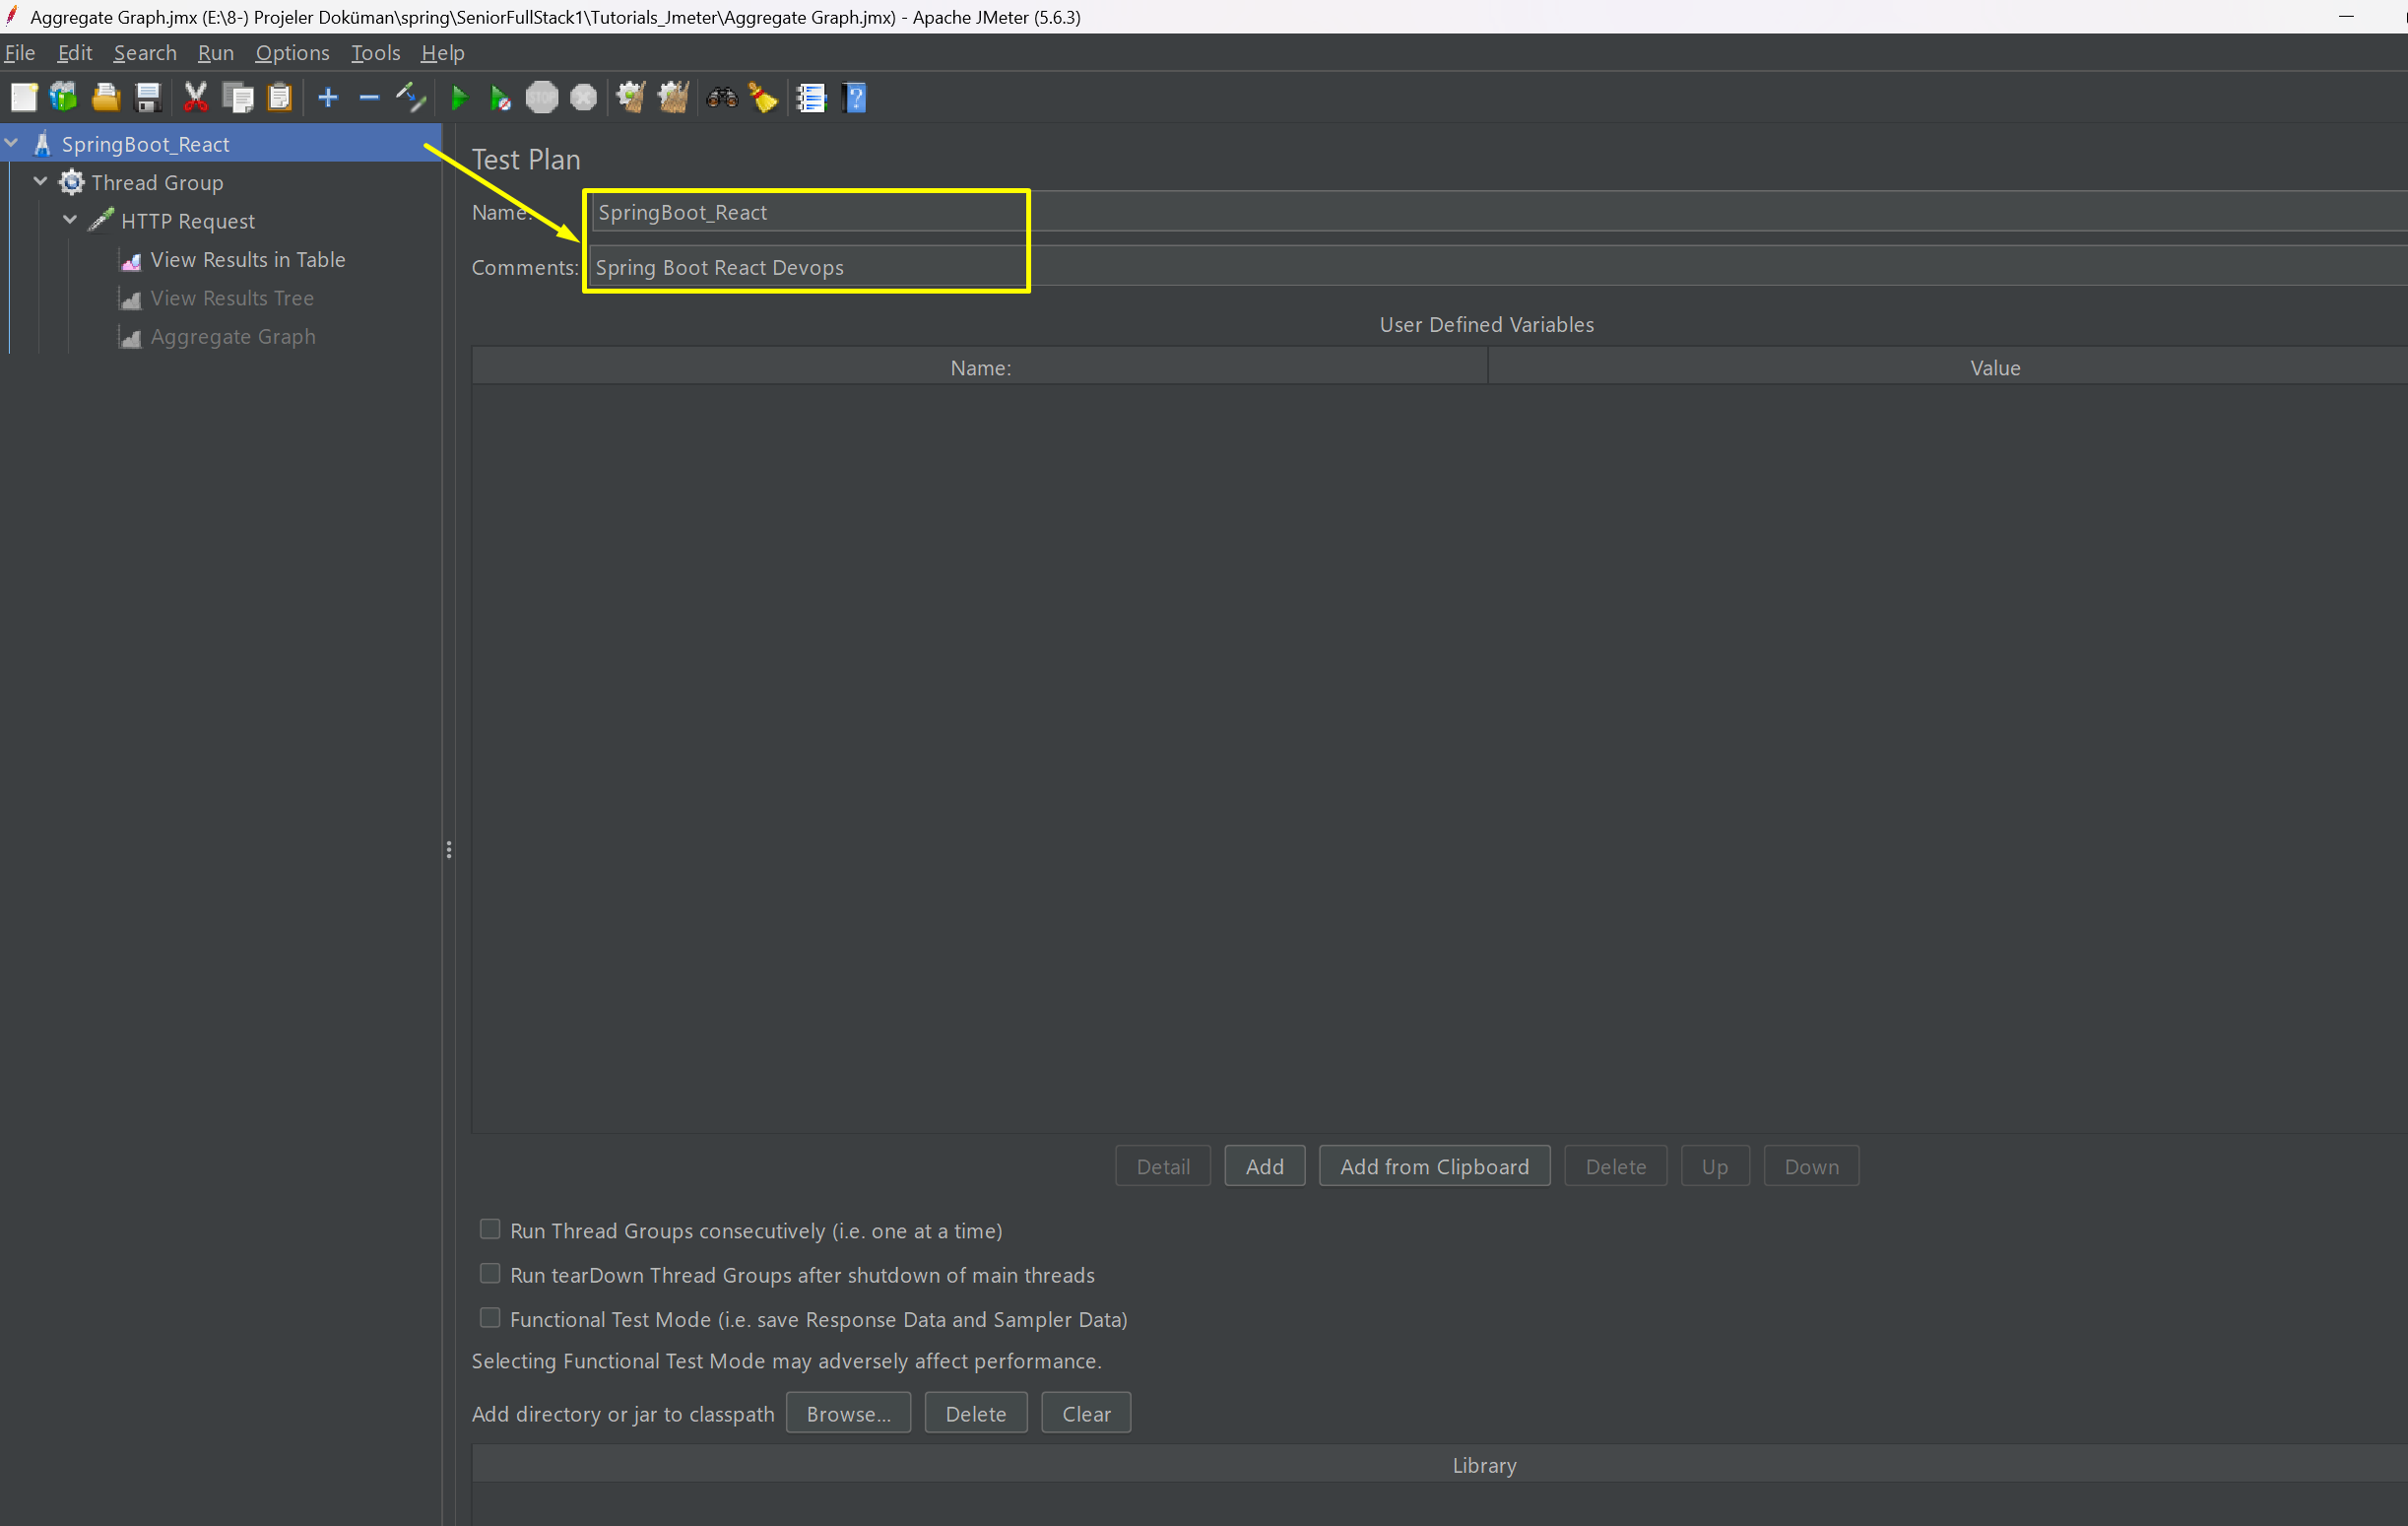 Aggregate Graph.jmx (E:\8-) Projeler Doküman\spring\SeniorFullStack1\Tutorials_Jmeter\Aggregate Graph.jmx) - Apache JMeter (5.6.3)
File Edit Search Run Options Tools Help
STOP
SpringBoot_React
Thread Group
HTTP Request
View Results in Table
View Results Tree
Aggregate Graph
Test Plan
Name: SpringBoot_React
Comments: Spring Boot React Devops
User Defined Variables
Name: Value
Detail Add Add from Clipboard Delete Up Down
Run Thread Groups consecutively (i.e. one at a time)
Run tearDown Thread Groups after shutdown of main threads
Functional Test Mode (i.e. save Response Data and Sampler Data)
Selecting Functional Test Mode may adversely affect performance.
Add directory or jar to classpath Browse... Delete Clear
Library